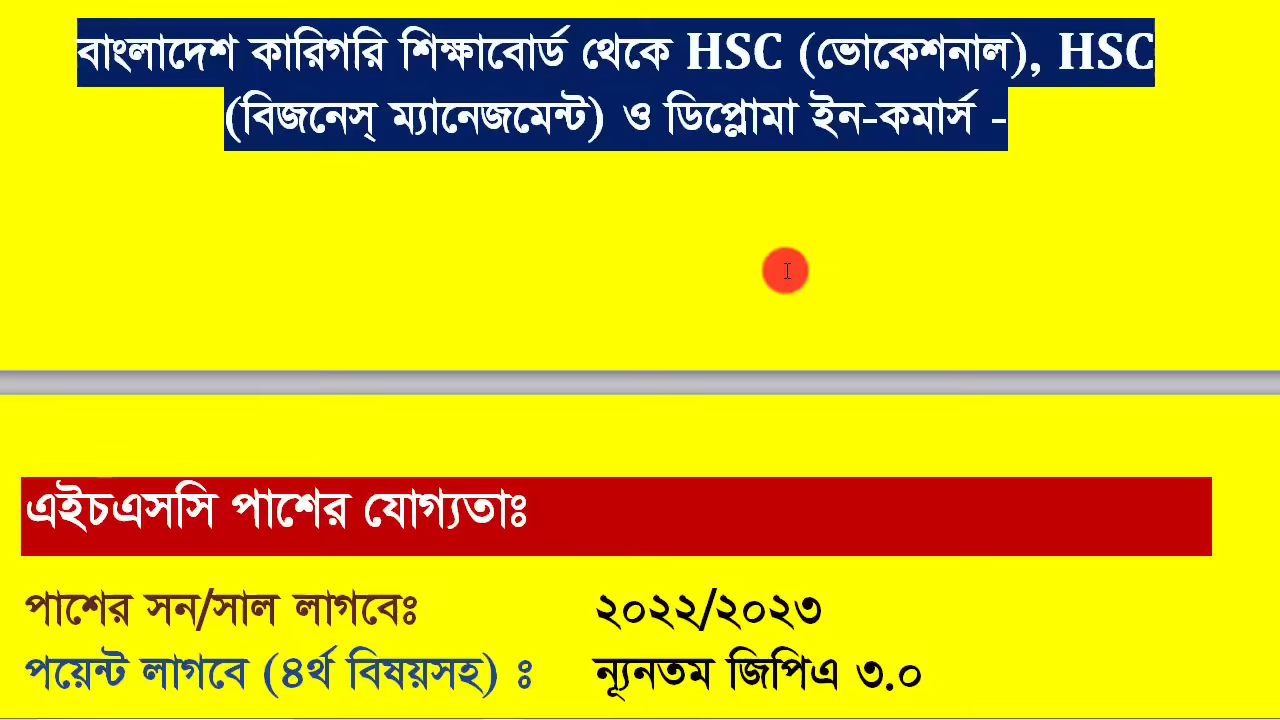 বাংলাদেশ কারিগরি শিক্ষাবোর্ড থেকে HSC (ভোকেশনাল), HSC
(বিজনেস্ ম্যানেজমেন্ট) ও ডিপ্লোমা ইন-কমার্স -
এইচএসসি পাশের যোগ্যতাঃ
পাশের সন/সাল লাগবেঃ ২০২২/২০২৩
পয়েন্ট লাগবে (৪র্থ বিষয়সহ) ঃ ন্যূনতম জিপিএ ৩.০